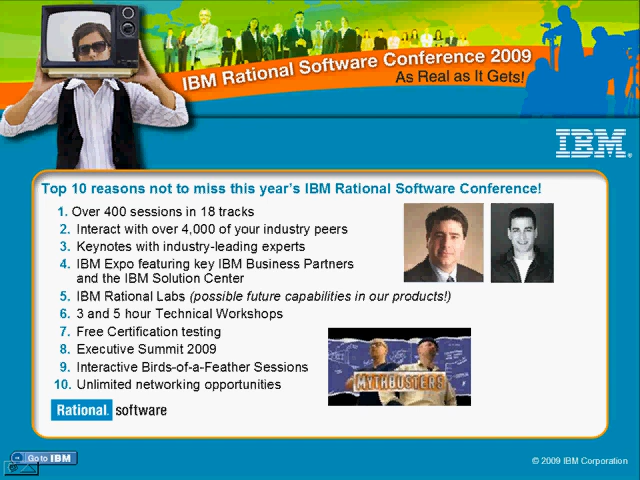 IBM Rational Software Conference 2009
As Real as It Gets!
IBM®
Top 10 reasons not to miss this year's IBM Rational Software Conference!
1. Over 400 sessions in 18 tracks
2. Interact with over 4,000 of your industry peers
3. Keynotes with industry-leading experts
4. IBM Expo featuring key IBM Business Partners
and the IBM Solution Center
5. IBM Rational Labs (possible future capabilities in our products!)
6. 3 and 5 hour Technical Workshops
7. Free Certification testing
8. Executive Summit 2009
9. Interactive Birds-of-a-Feather Sessions
10. Unlimited networking opportunities
MYTHBUSTERS
Rational. software
Go to IBM
© 2009 IBM Corporation